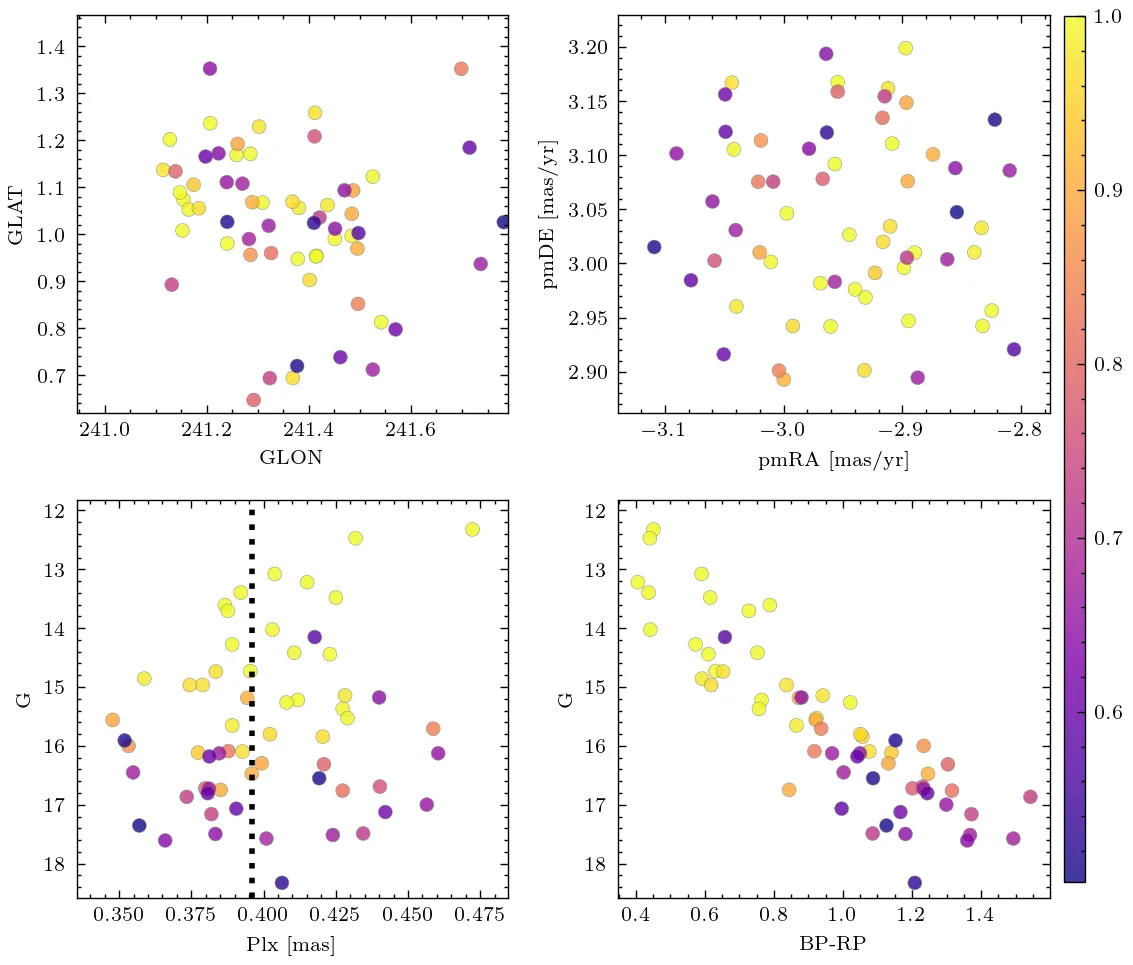 1.4
1.3
1.2
1.1
1.0
0.9
0.8
0.7
GLAT
241.0 241.2 241.4 241.6
GLON
3.20
3.15
3.10
3.05
3.00
2.95
2.90
pmDE [mas/yr]
−3.1 −3.0 −2.9 −2.8
pmRA [mas/yr]
1.0
0.9
0.8
0.7
0.6
12
13
14
15
16
17
18
G
0.350 0.375 0.400 0.425 0.450 0.475
Plx [mas]
12
13
14
15
16
17
18
G
0.4 0.6 0.8 1.0 1.2 1.4
BP-RP